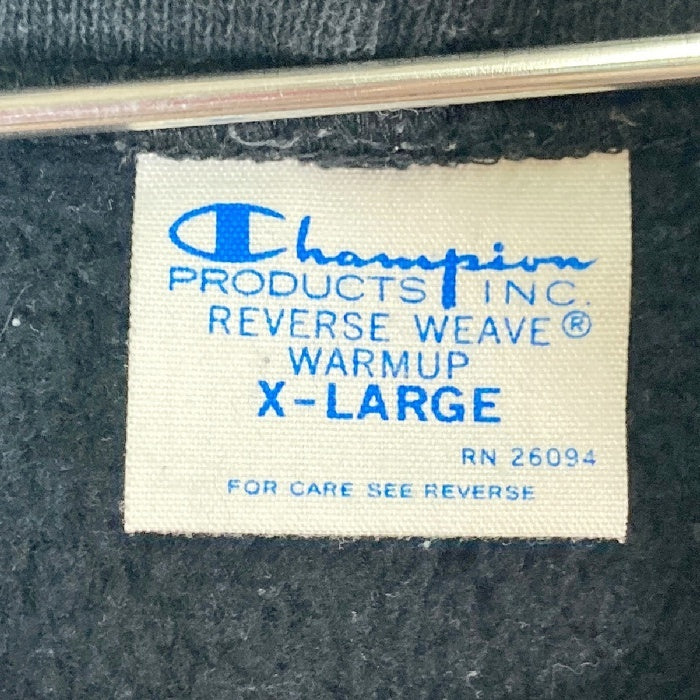 Champion
PRODUCTS INC.
REVERSE WEAVE®
WARMUP
X-LARGE
RN 26094
FOR CARE SEE REVERSE